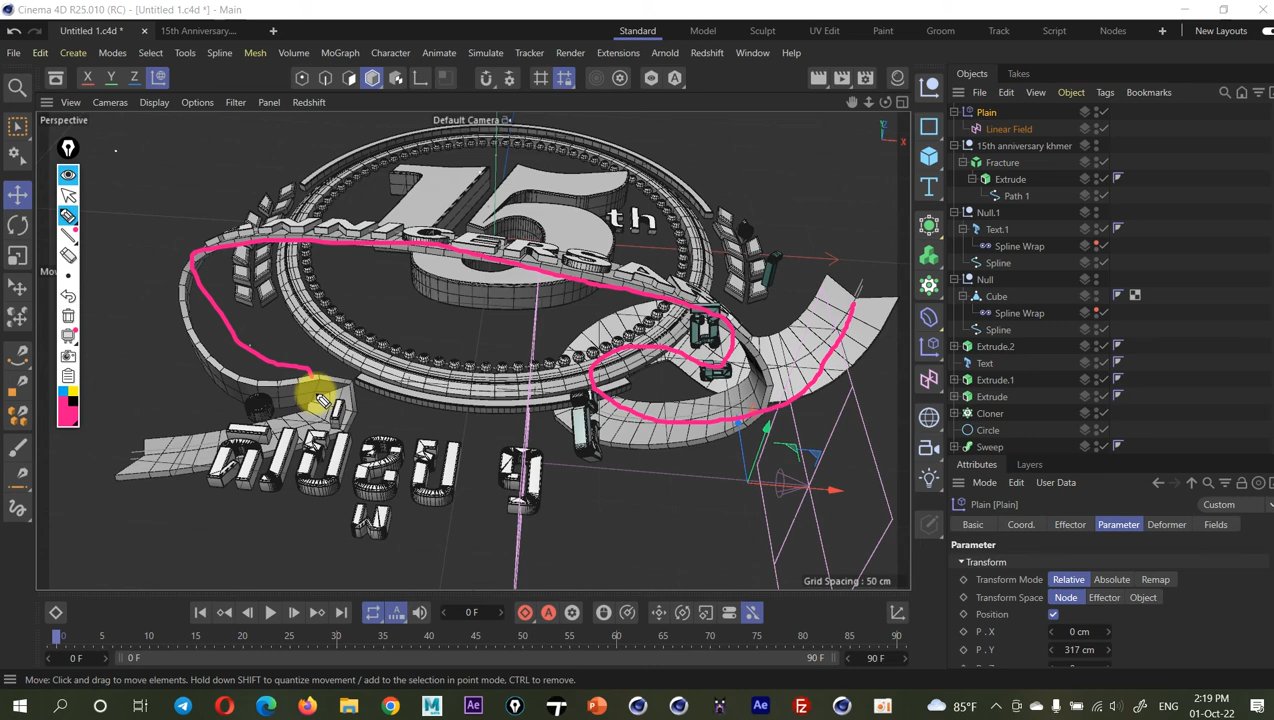 Cinema 4D R25.010 (RC) - [Untitled 1.c4d *] - Main
Untitled 1.c4d *
15th Anniversary....
Standard
Model
Sculpt
UV Edit
Paint
Groom
Track
Script
Nodes
New Layouts
File Edit Create Modes Select Tools Spline Mesh Volume MoGraph Character Animate Simulate Tracker Render Extensions Arnold Redshift Window Help
X Y Z
Objects Takes
View Cameras Display Options Filter Panel Redshift
File Edit View Object Tags Bookmarks
Perspective
Default Camera
Plain
Linear Field
15th anniversary khmer
Fracture
Extrude
Path 1
Null.1
Text.1
Spline Wrap
Spline
Null
Cube
Spline Wrap
Spline
Extrude.2
Text
Extrude.1
Extrude
Cloner
Circle
Sweep
15
th
Grid Spacing : 50 cm
Attributes Layers
Mode Edit User Data
Plain [Plain]
Custom
Basic Coord. Effector Parameter Deformer Fields
Parameter
Transform
Transform Mode Relative Absolute Remap
Transform Space Node Effector Object
Position
P . X 0 cm
P . Y 317 cm
0 F
0 5 10 15 20 25 30 35 40 45 50 55 60 65 70 75 80 85 90
0 F 0 F 90 F 90 F
Move: Click and drag to move elements. Hold down SHIFT to quantize movement / add to the selection in point mode, CTRL to remove.
85°F
ENG
2:19 PM
01-Oct-22